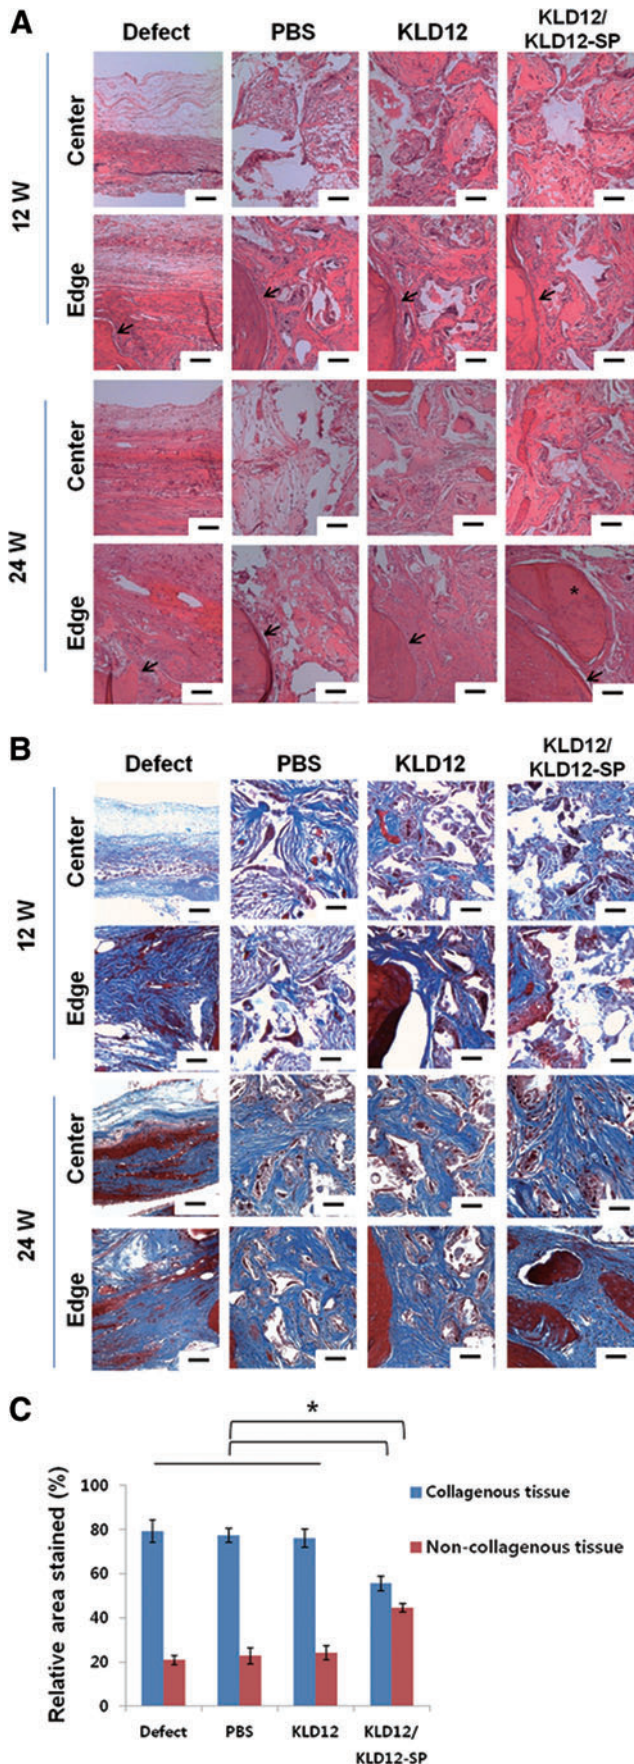 A
Defect PBS KLD12 KLD12/
KLD12-SP
12 W
Center
Edge
24 W
Center
Edge
*
B
Defect PBS KLD12 KLD12/
KLD12-SP
12 W
Center
Edge
24 W
Center
Edge
C
*
Relative area stained (%)
100
80
60
40
20
0
Collagenous tissue
Non-collagenous tissue
Defect PBS KLD12 KLD12/
KLD12-SP